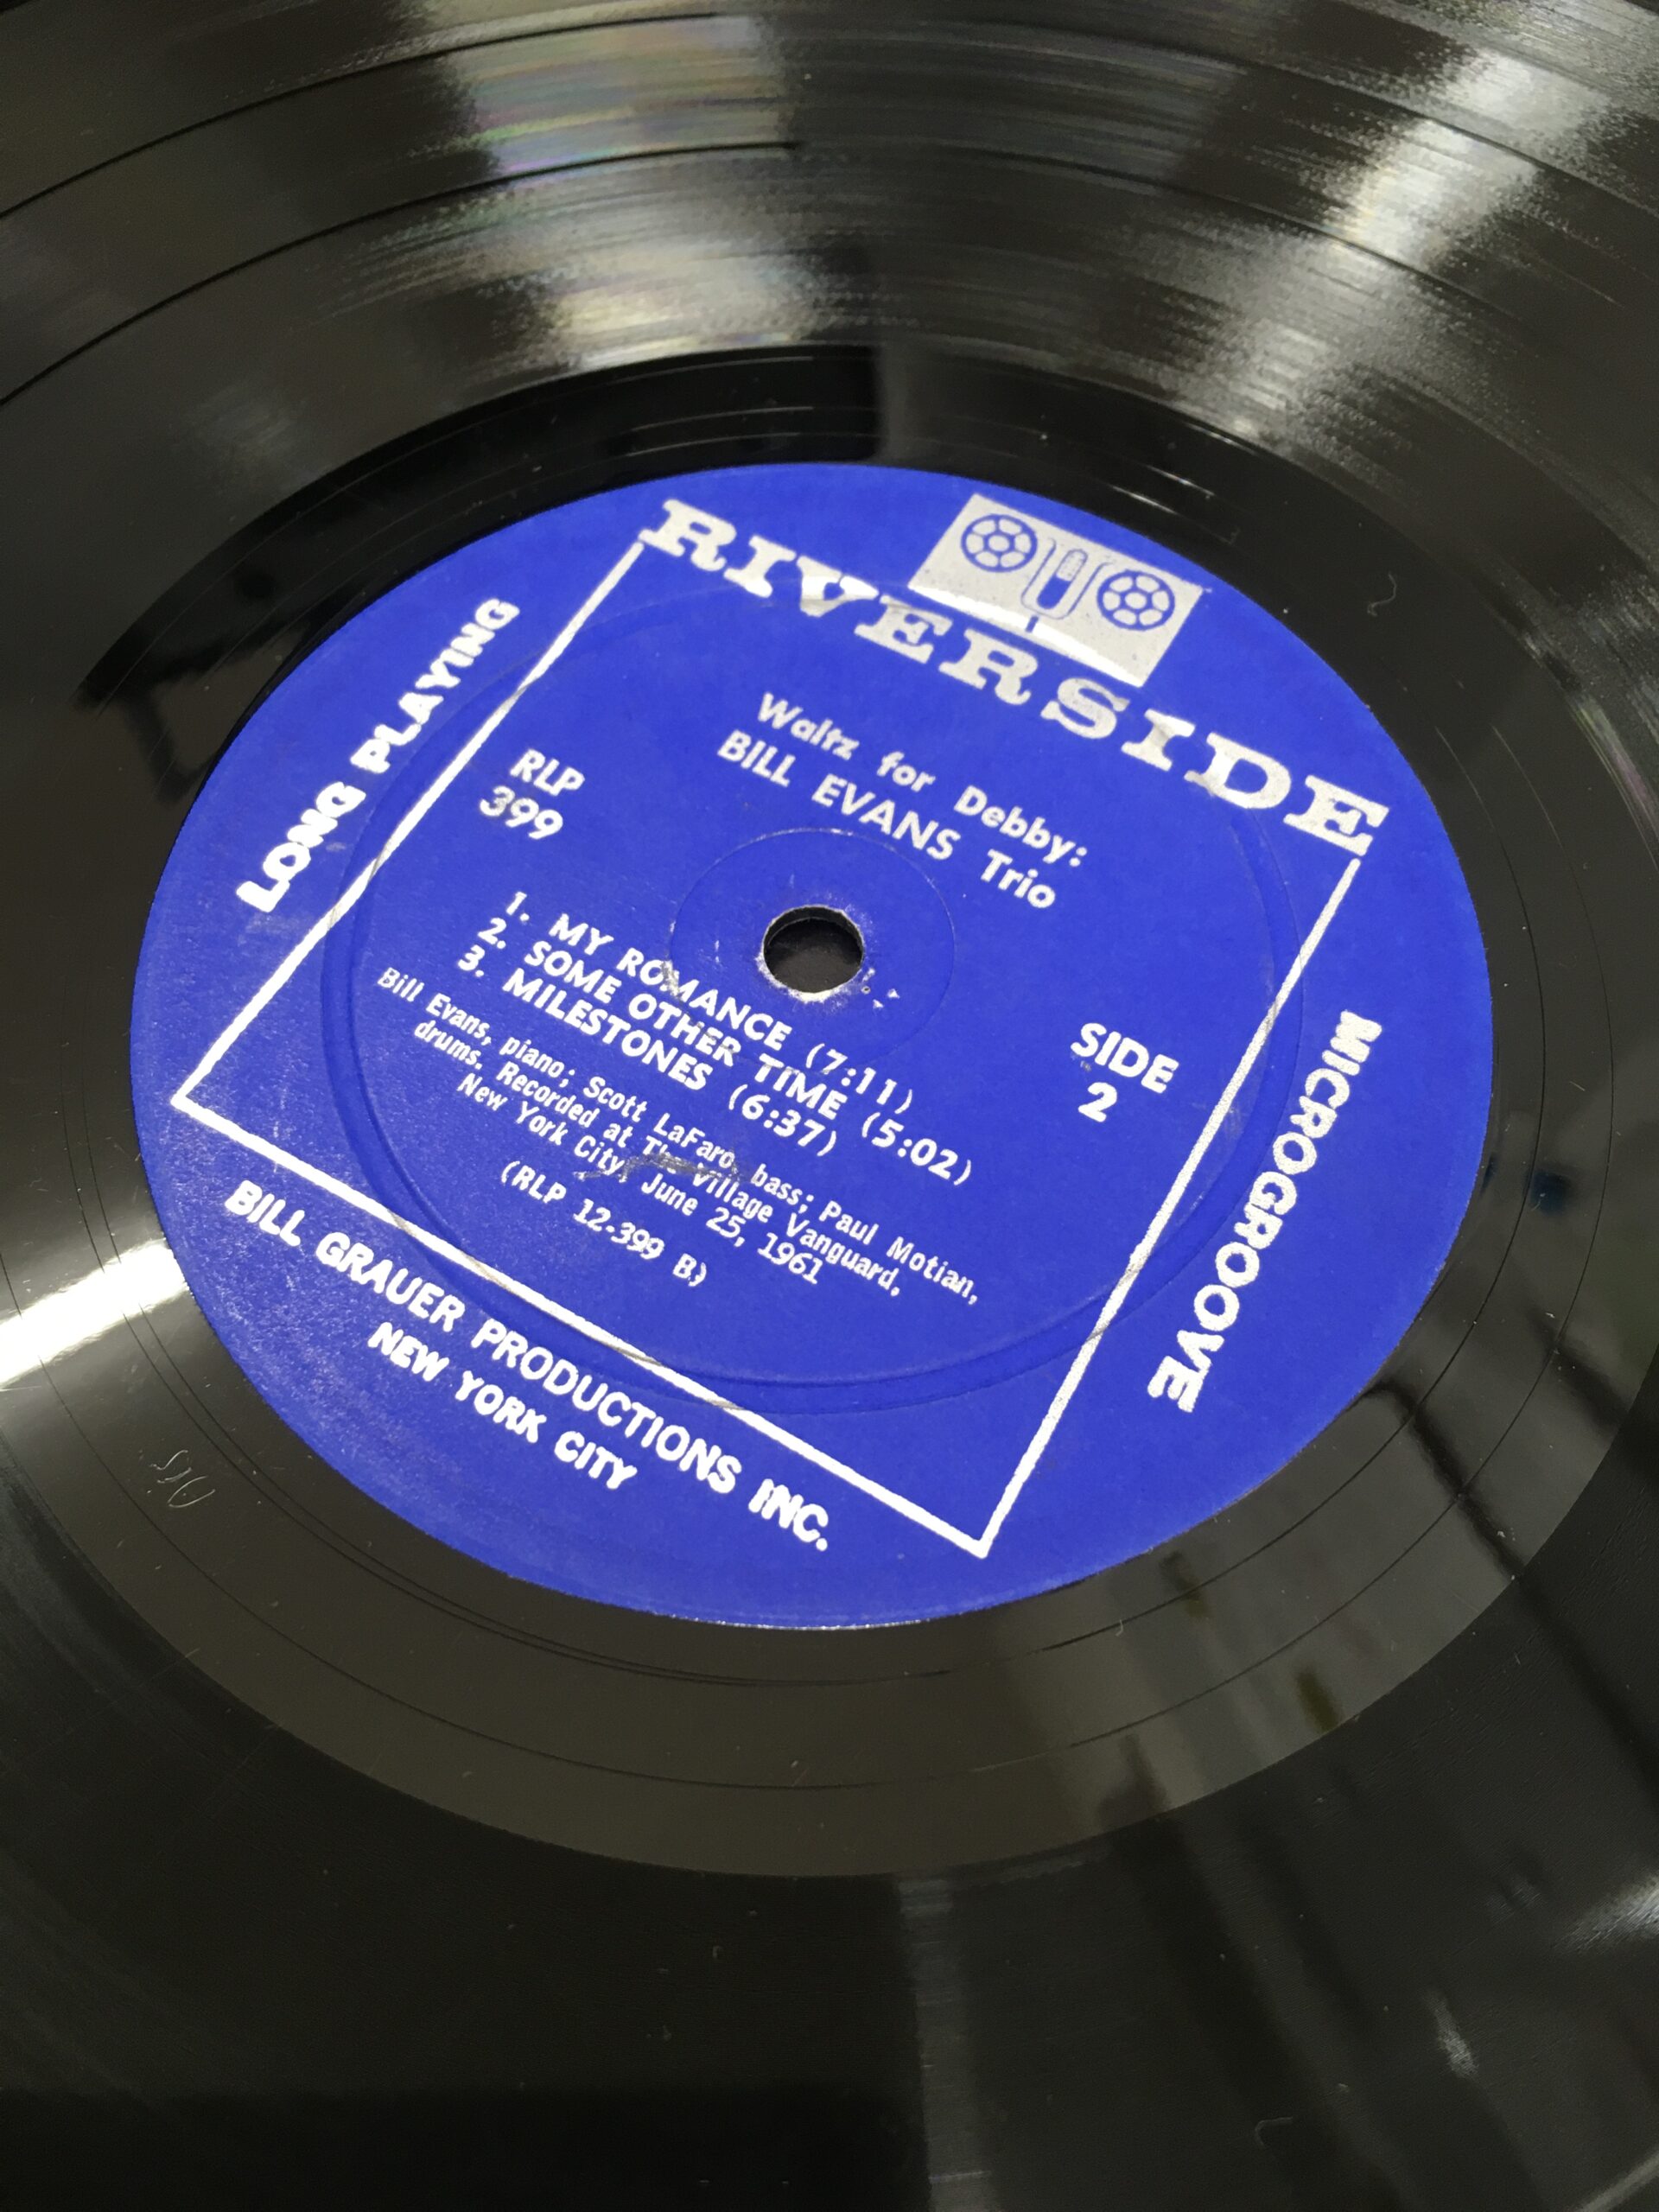 RIVERSIDE
Waltz for Debby:
BILL EVANS Trio
LONG PLAYING
RLP
399
SIDE
2
MICROGROOVE
1. MY ROMANCE (7:11)
2. SOME OTHER TIME (5:02)
3. MILESTONES (6:37)
Bill Evans, piano; Scott LaFaro, bass; Paul Motian,
drums. Recorded at The Village Vanguard,
New York City, June 25, 1961
(RLP 12-399 B)
BILL GRAUER PRODUCTIONS INC.
NEW YORK CITY